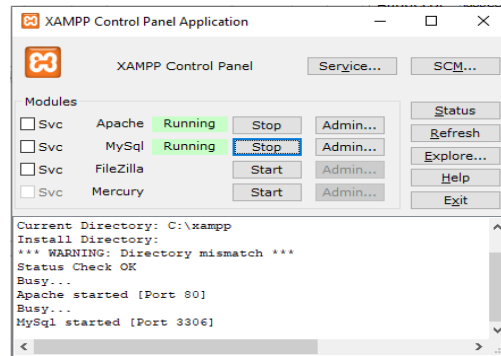 XAMPP Control Panel Application
XAMPP Control Panel
Service...
SCM...
Modules
Svc Apache Running Stop Admin...
Svc MySql Running Stop Admin...
Svc FileZilla Start Admin...
Svc Mercury Start Admin...
Status
Refresh
Explore...
Help
Exit
Current Directory: C:\xampp
Install Directory:
*** WARNING: Directory mismatch ***
Status Check OK
Busy...
Apache started [Port 80]
Busy...
MySql started [Port 3306]